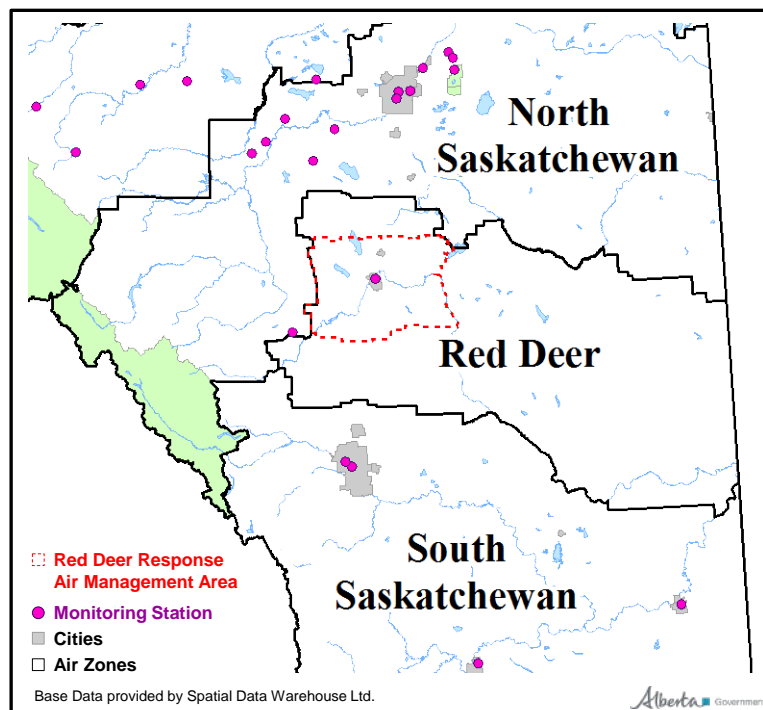 North
Saskatchewan
Red Deer
South
Saskatchewan
Red Deer Response
Air Management Area
Monitoring Station
Cities
Air Zones
Base Data provided by Spatial Data Warehouse Ltd.
Alberta Government